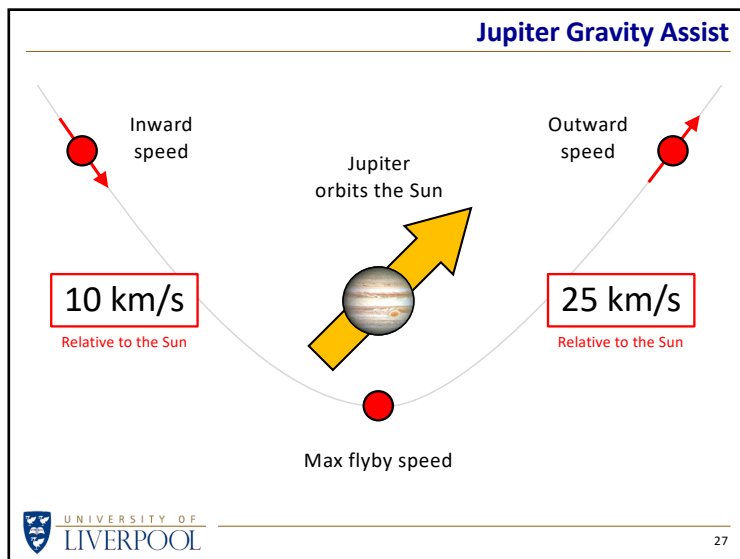 Jupiter Gravity Assist
Inward
speed
Outward
speed
Jupiter
orbits the Sun
10 km/s
Relative to the Sun
25 km/s
Relative to the Sun
Max flyby speed
UNIVERSITY OF
LIVERPOOL
27